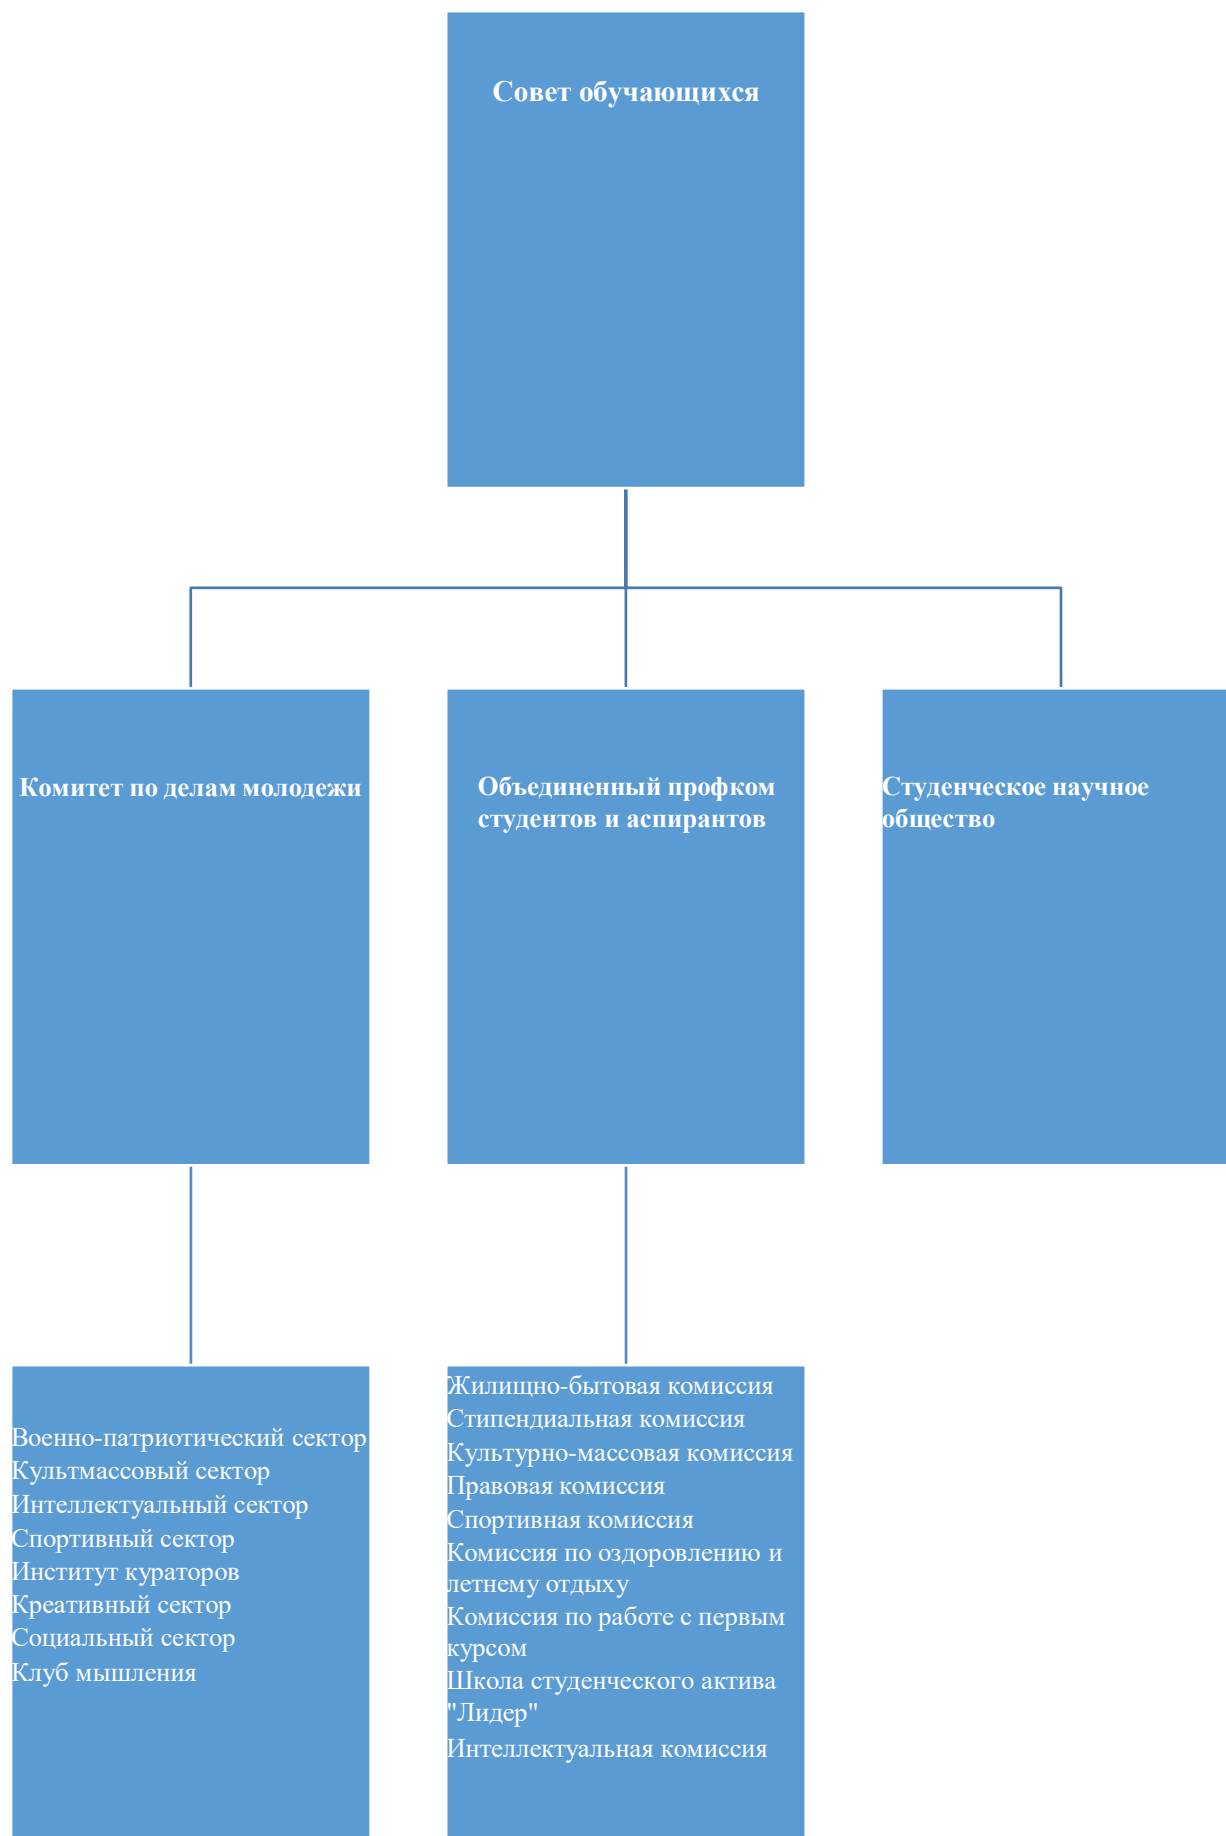 Совет обучающихся
Комитет по делам молодежи
Объединенный профком
студентов и аспирантов
Студенческое научное
общество
Военно-патриотический сектор
Культмассовый сектор
Интеллектуальный сектор
Спортивный сектор
Институт кураторов
Креативный сектор
Социальный сектор
Клуб мышления
Жилищно-бытовая комиссия
Стипендиальная комиссия
Культурно-массовая комиссия
Правовая комиссия
Спортивная комиссия
Комиссия по оздоровлению и
летнему отдыху
Комиссия по работе с первым
курсом
Школа студенческого актива
"Лидер"
Интеллектуальная комиссия